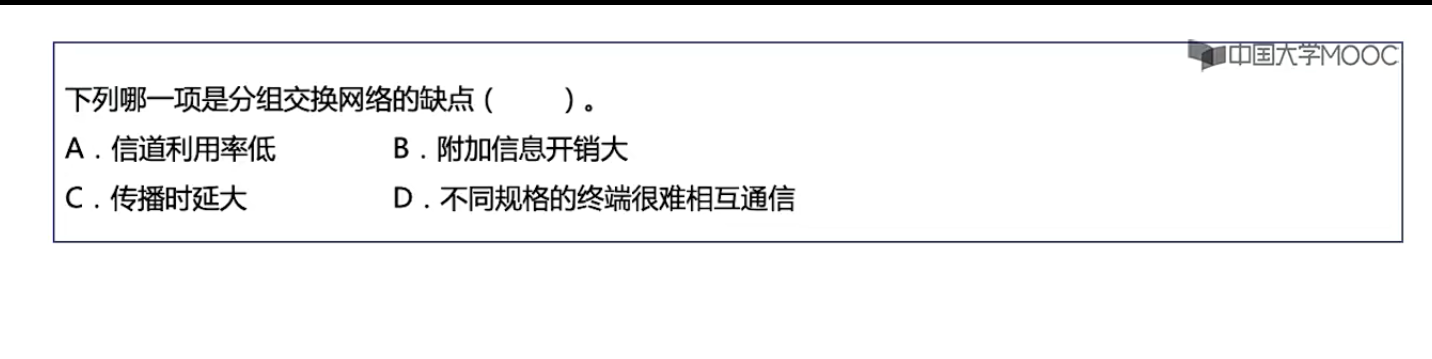 中国大学MOOC
下列哪一项是分组交换网络的缺点（　　）。
A．信道利用率低　　B．附加信息开销大
C．传播时延大　　D．不同规格的终端很难相互通信